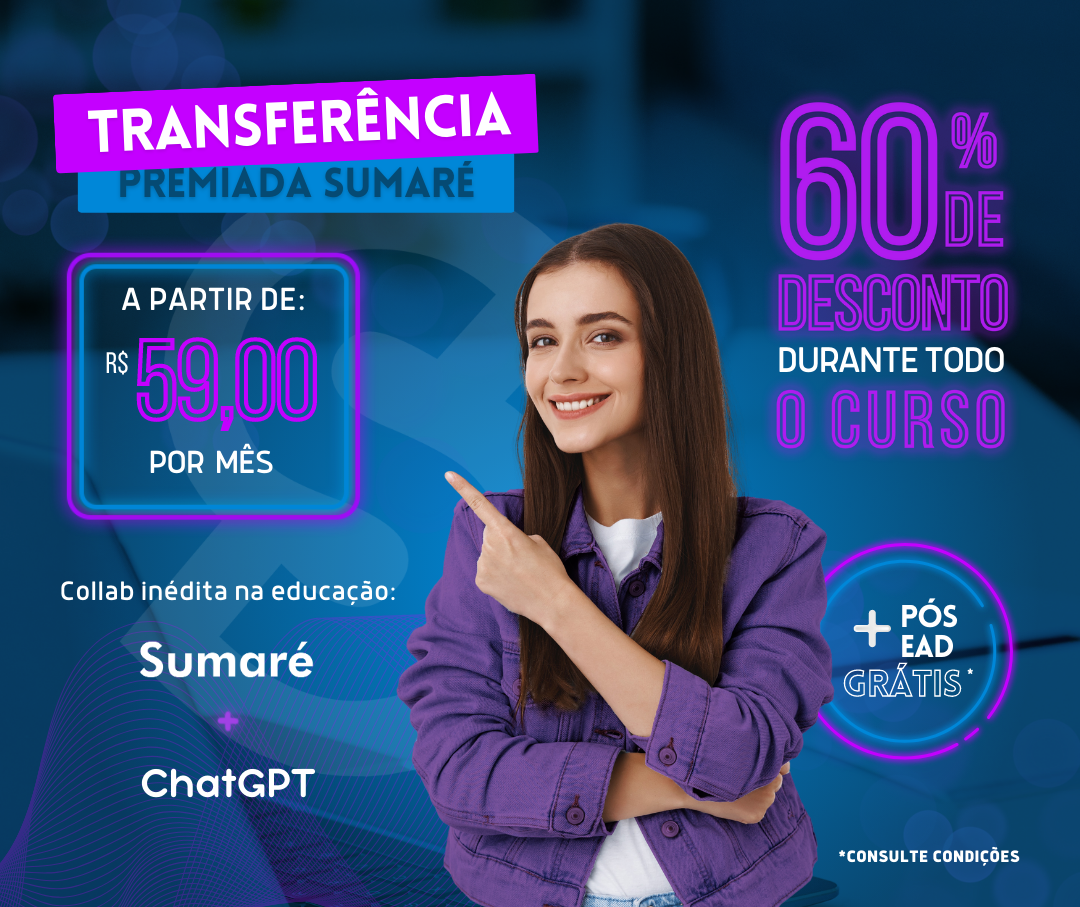 TRANSFERÊNCIA
PREMIADA SUMARÉ
A PARTIR DE:
R$ 59,00
POR MÊS
Collab inédita na educação:
Sumaré
+
ChatGPT
60%
DE
DESCONTO
DURANTE TODO
O CURSO
+ PÓS
EAD
GRÁTIS*
*CONSULTE CONDIÇÕES